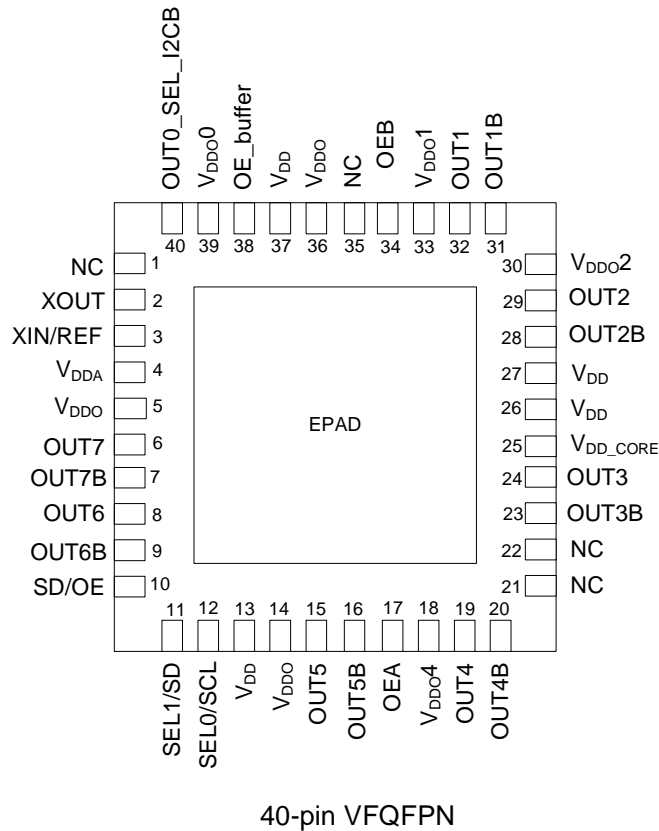 OUT0_SEL_I2CB
VDDO0
OE_buffer
VDD
VDDO
NC
OEB
VDDO1
OUT1
OUT1B
40 39 38 37 36 35 34 33 32 31
NC 1
XOUT 2
XIN/REF 3
VDDA 4
VDDO 5
OUT7 6
OUT7B 7
OUT6 8
OUT6B 9
SD/OE 10
EPAD
30 VDDO2
29 OUT2
28 OUT2B
27 VDD
26 VDD
25 VDD_CORE
24 OUT3
23 OUT3B
22 NC
21 NC
11 12 13 14 15 16 17 18 19 20
SEL1/SD
SEL0/SCL
VDD
VDDO
OUT5
OUT5B
OEA
VDDO4
OUT4
OUT4B
40-pin VFQFPN